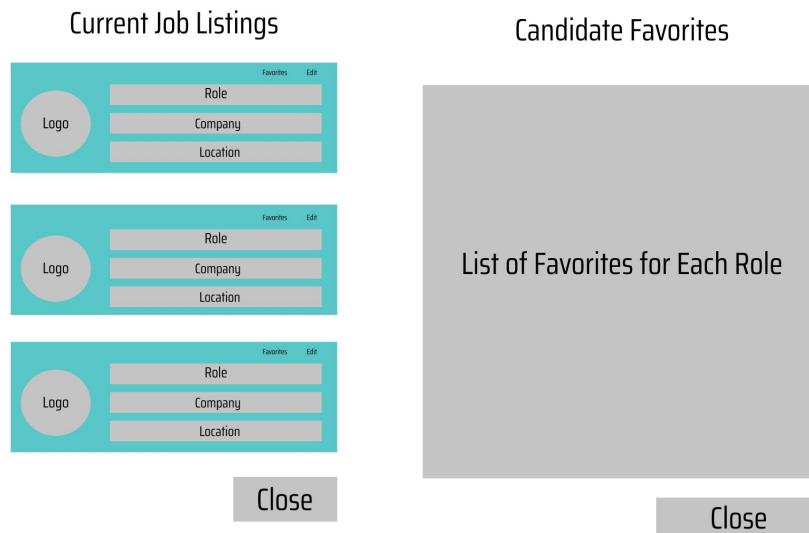 Current Job Listings
Favorites Edit
Role
Logo
Company
Location
Favorites Edit
Role
Logo
Company
Location
Favorites Edit
Role
Logo
Company
Location
Close
Candidate Favorites
List of Favorites for Each Role
Close